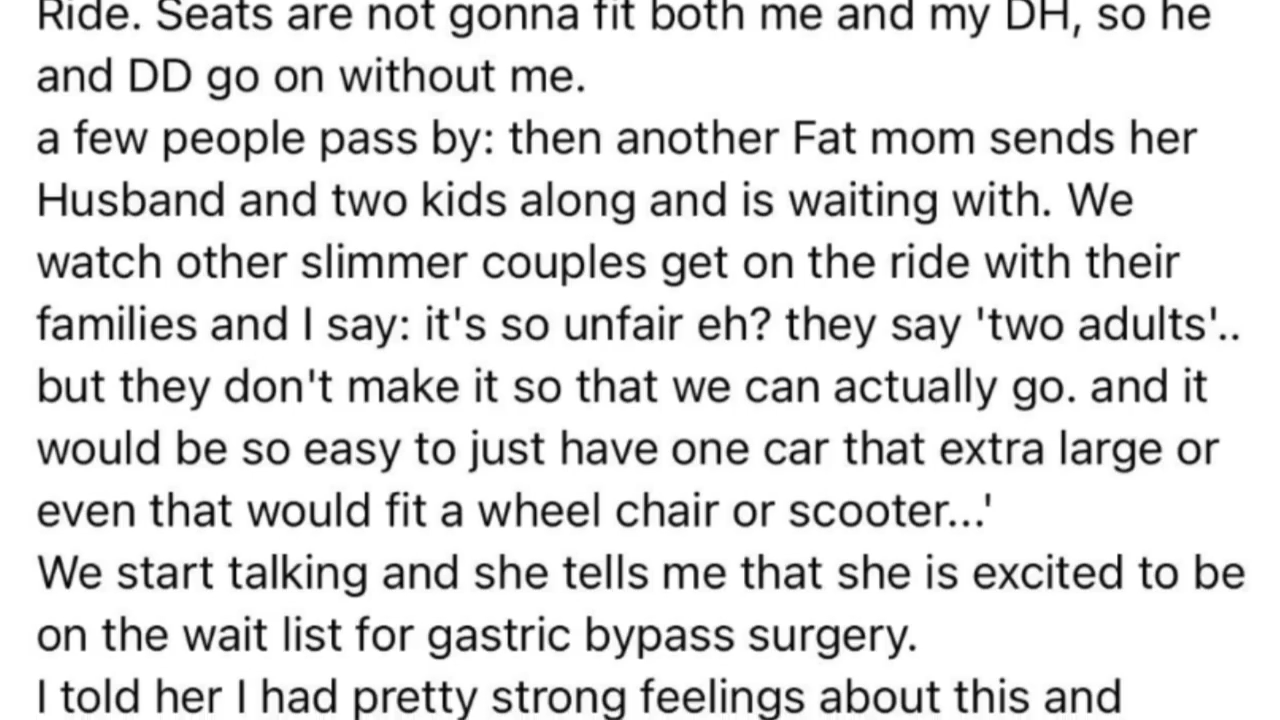 Ride. Seats are not gonna fit both me and my DH, so he
and DD go on without me.
a few people pass by: then another Fat mom sends her
Husband and two kids along and is waiting with. We
watch other slimmer couples get on the ride with their
families and I say: it's so unfair eh? they say 'two adults'..
but they don't make it so that we can actually go. and it
would be so easy to just have one car that extra large or
even that would fit a wheel chair or scooter...'
We start talking and she tells me that she is excited to be
on the wait list for gastric bypass surgery.
I told her I had pretty strong feelings about this and